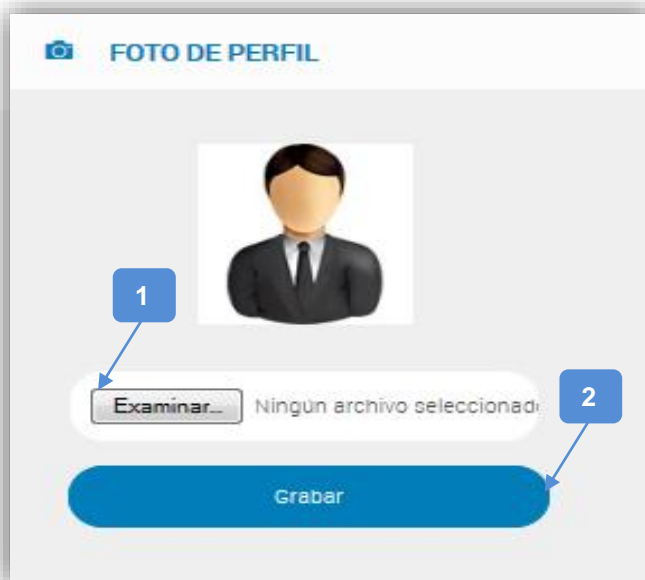 FOTO DE PERFIL
1
Examinar... Ningún archivo seleccionad
2
Grabar